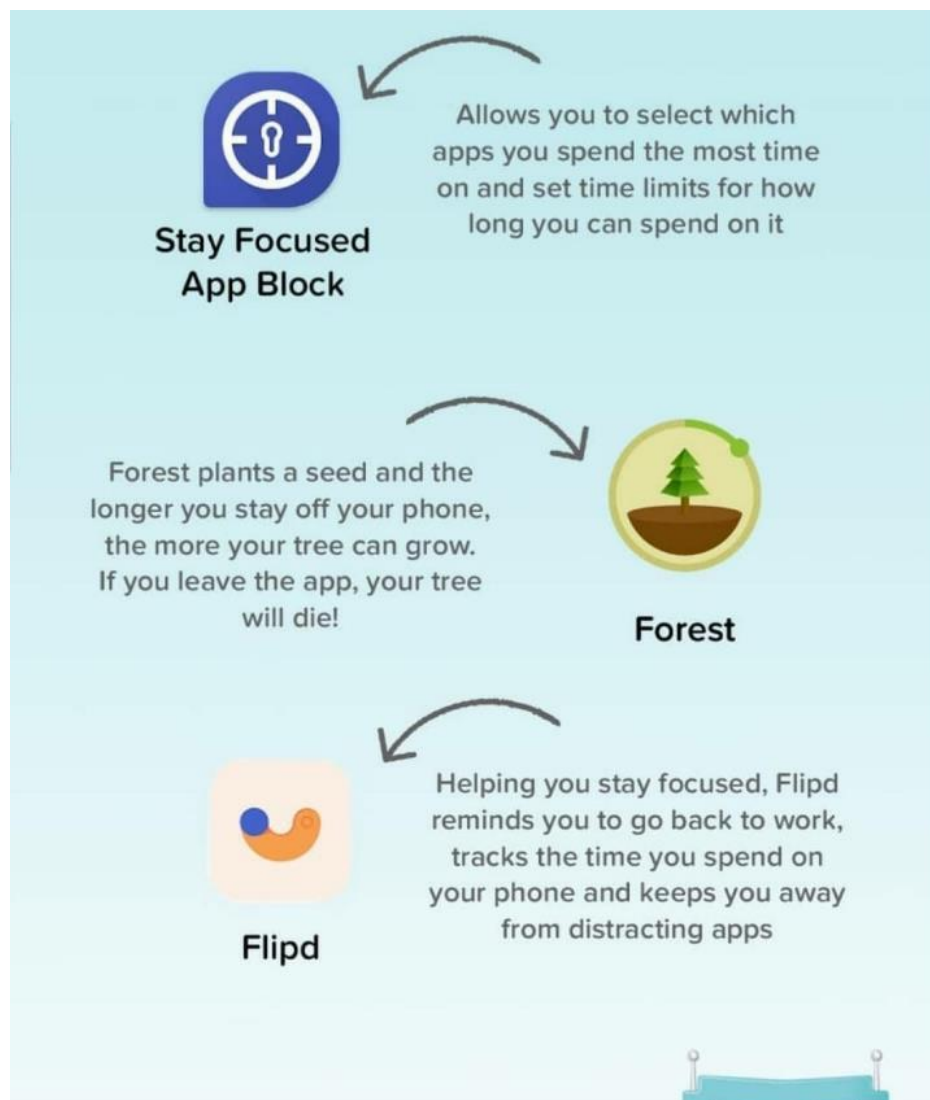 Allows you to select which
apps you spend the most time
on and set time limits for how
long you can spend on it
Stay Focused
App Block
Forest plants a seed and the
longer you stay off your phone,
the more your tree can grow.
If you leave the app, your tree
will die!
Forest
Helping you stay focused, Flipd
reminds you to go back to work,
tracks the time you spend on
your phone and keeps you away
from distracting apps
Flipd